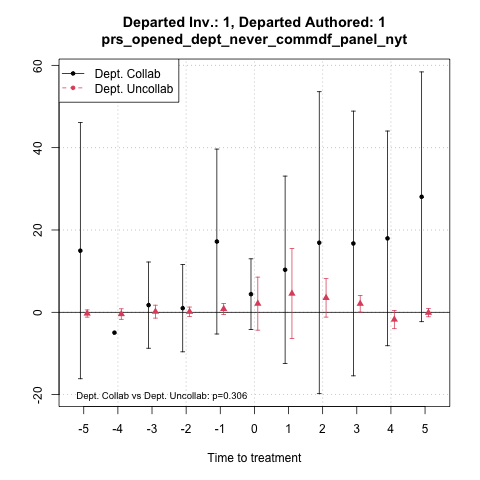 Departed Inv.: 1, Departed Authored: 1
prs_opened_dept_never_commdf_panel_nyt
Dept. Collab
Dept. Uncollab
60
40
20
0
-20
Dept. Collab vs Dept. Uncollab: p=0.306
-5 -4 -3 -2 -1 0 1 2 3 4 5
Time to treatment